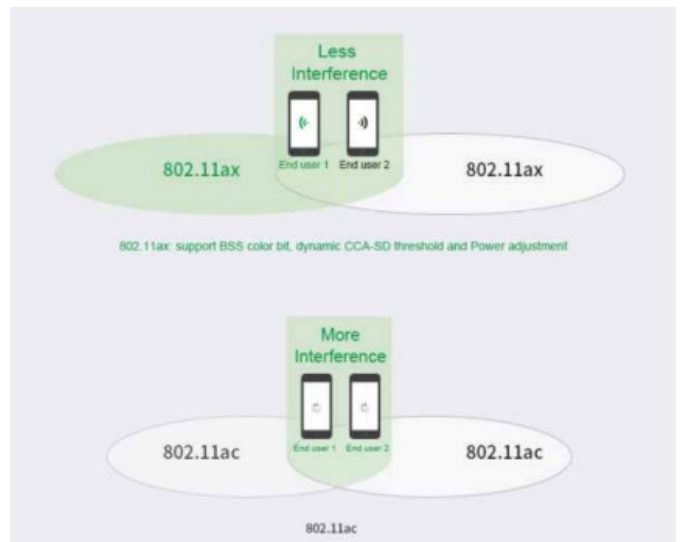 Less
Interference
End user 1 End user 2
802.11ax 802.11ax
802.11ax: support BSS color bit, dynamic CCA-SD threshold and Power adjustment
More
Interference
End user 1 End user 2
802.11ac 802.11ac
802.11ac